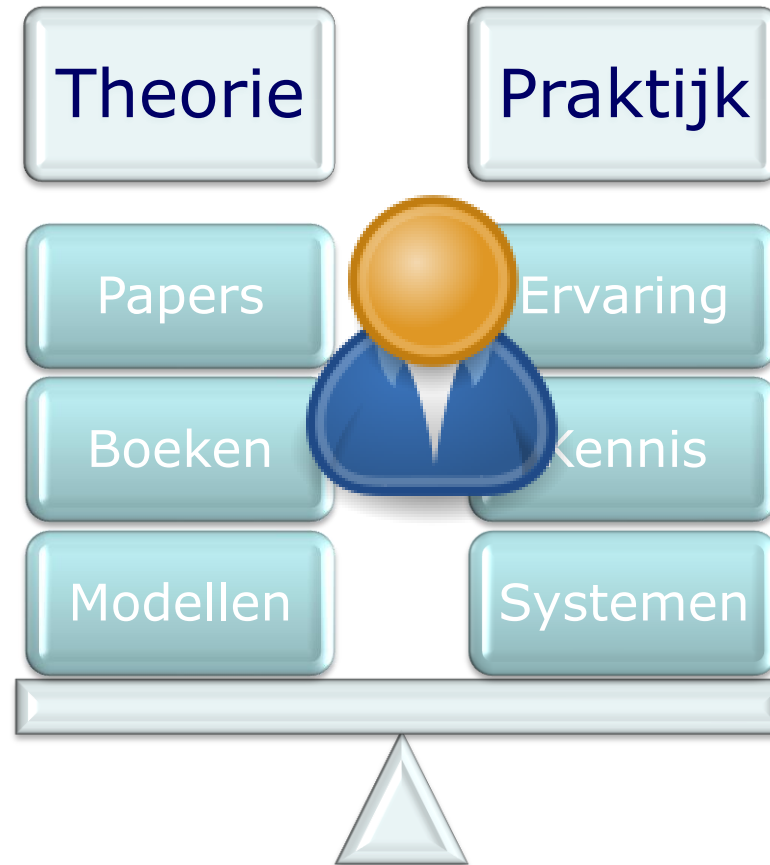 Theorie
Praktijk
Papers
Ervaring
Boeken
Kennis
Modellen
Systemen